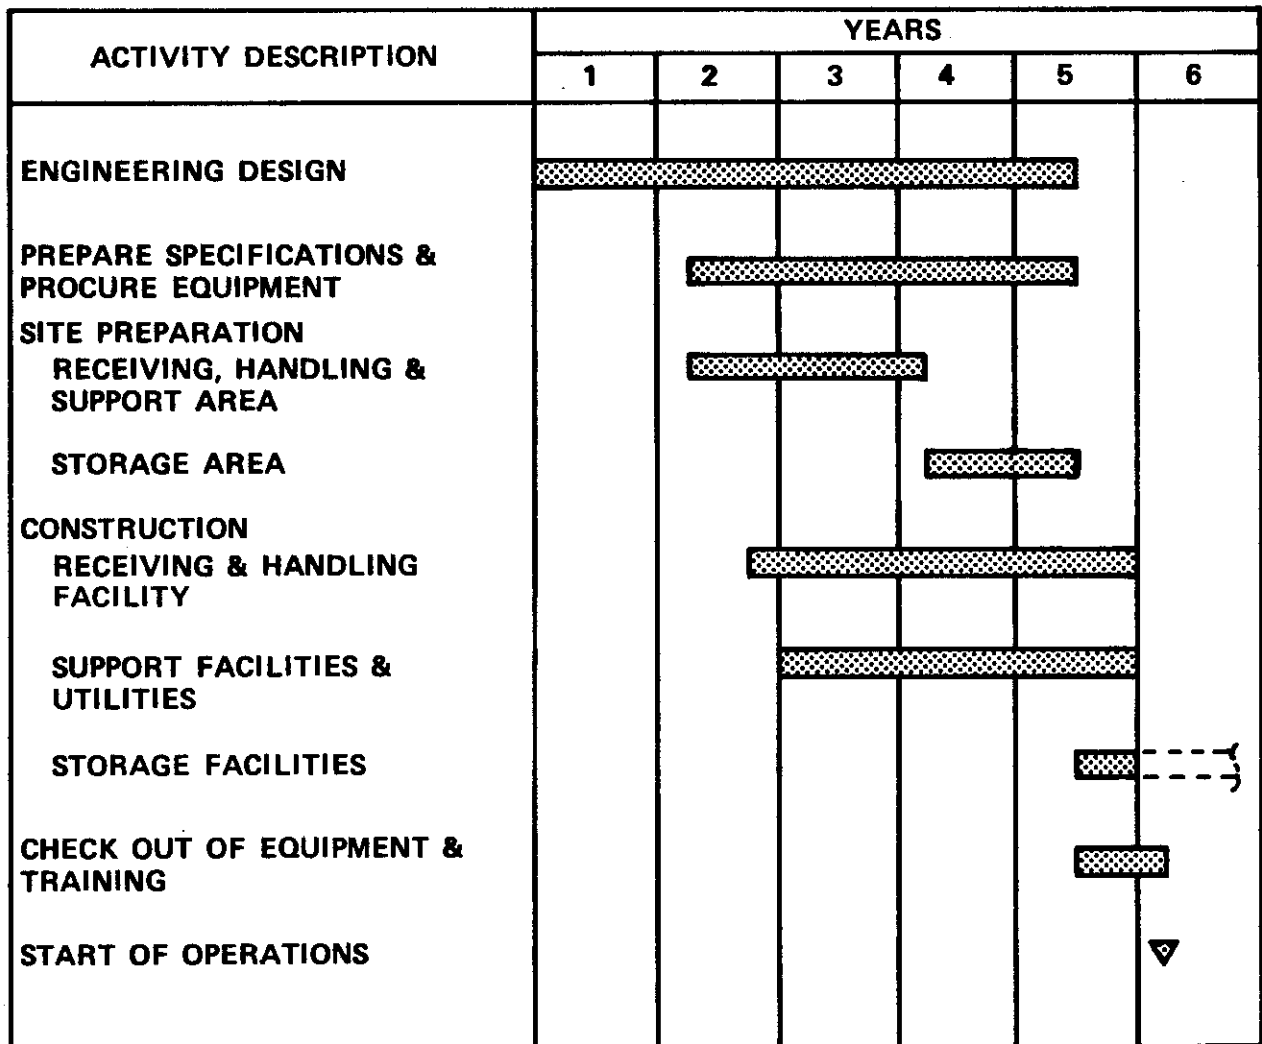 ACTIVITY DESCRIPTION
YEARS
1 2 3 4 5 6
ENGINEERING DESIGN
PREPARE SPECIFICATIONS &
PROCURE EQUIPMENT
SITE PREPARATION
RECEIVING, HANDLING &
SUPPORT AREA
STORAGE AREA
CONSTRUCTION
RECEIVING & HANDLING
FACILITY
SUPPORT FACILITIES &
UTILITIES
STORAGE FACILITIES
CHECK OUT OF EQUIPMENT &
TRAINING
START OF OPERATIONS